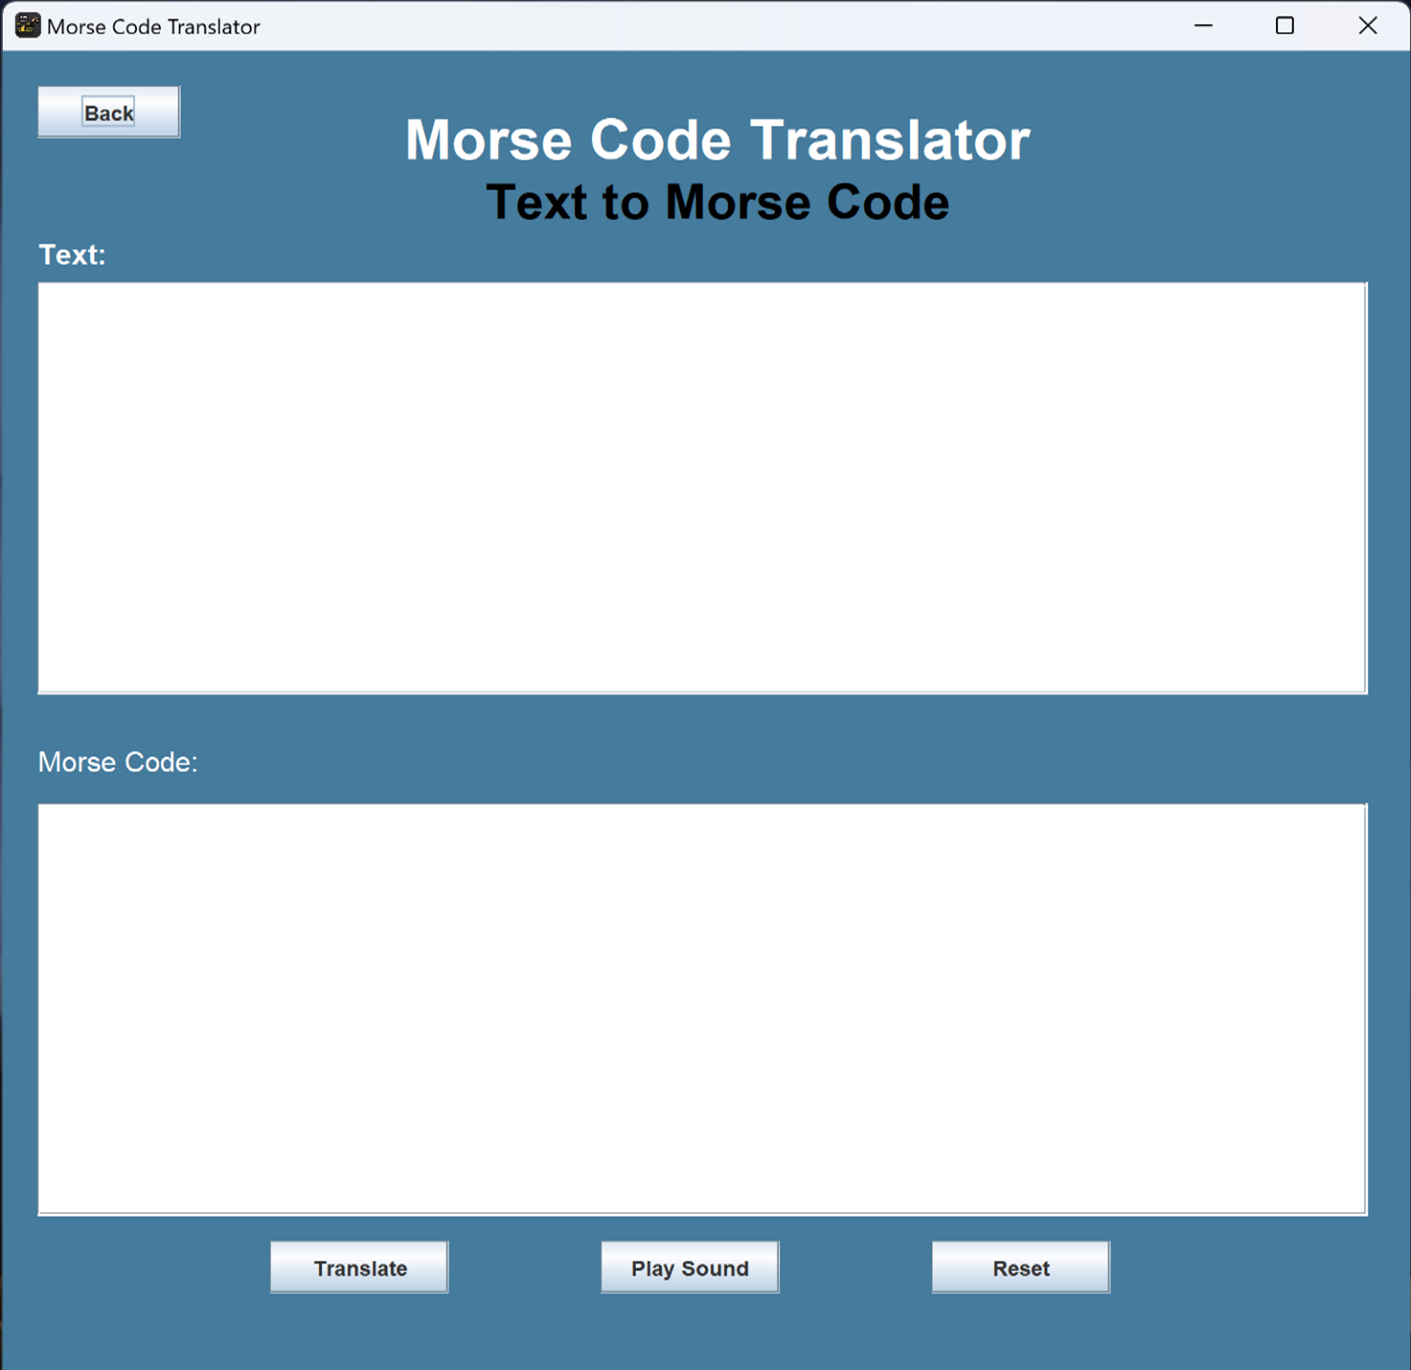 Morse Code Translator
Back
Morse Code Translator
Text to Morse Code
Text:
Morse Code:
Translate
Play Sound
Reset